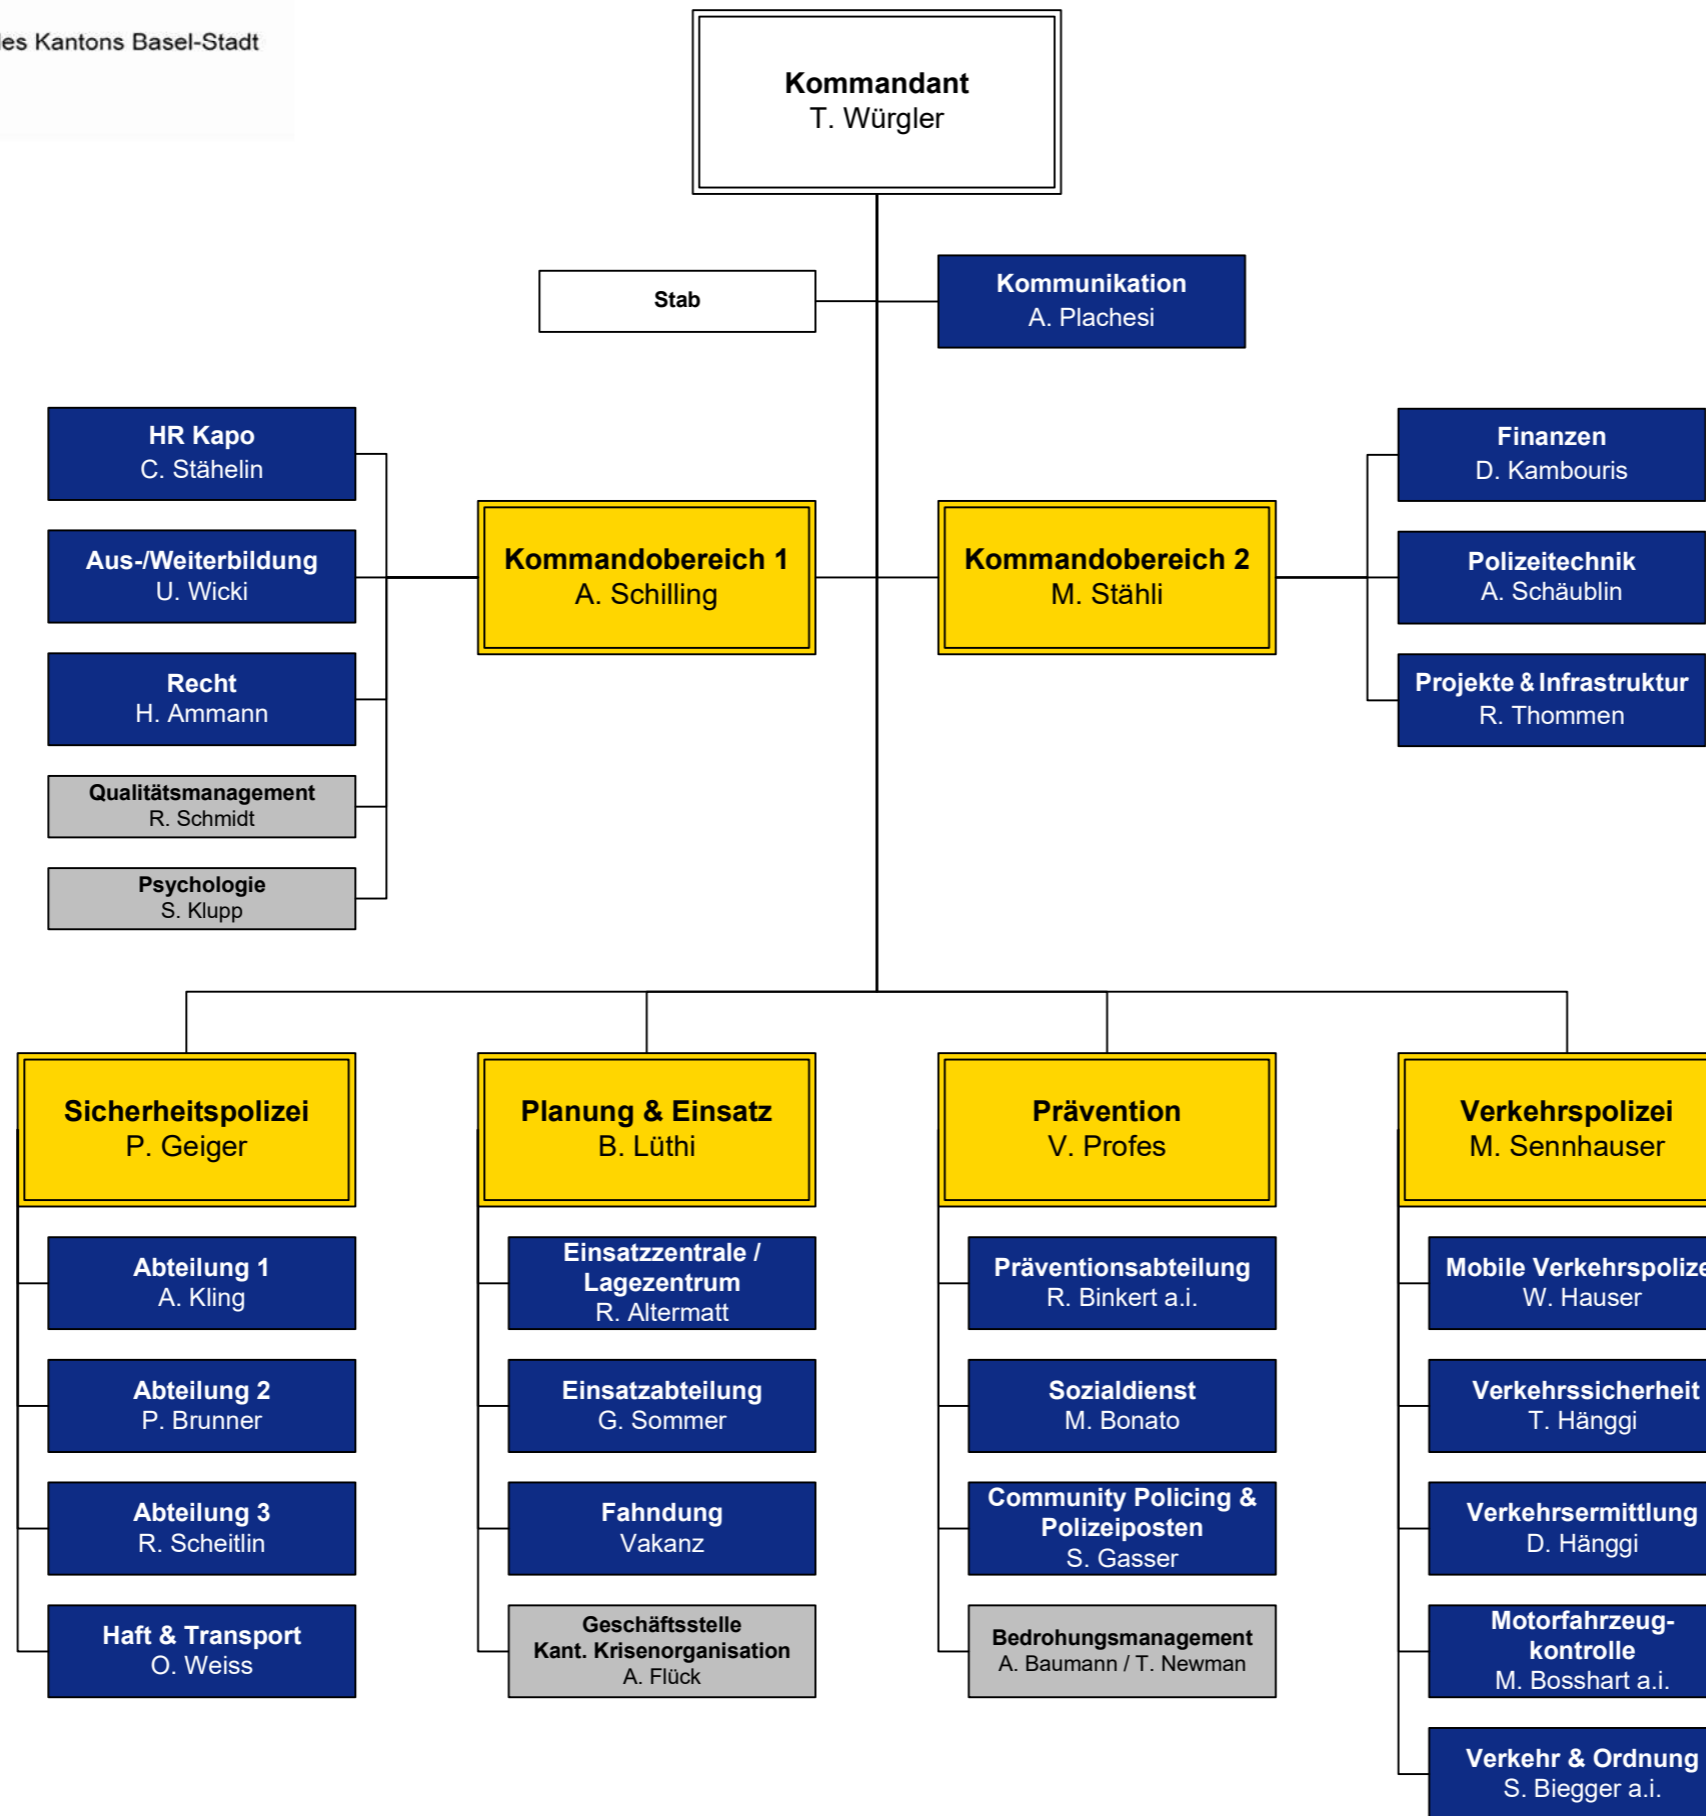 des Kantons Basel-Stadt
Kommandant
T. Würgler
Stab
Kommunikation
A. Plachesi
HR Kapo
C. Stähelin
Aus-/Weiterbildung
U. Wicki
Recht
H. Ammann
Qualitätsmanagement
R. Schmidt
Psychologie
S. Klupp
Kommandobereich 1
A. Schilling
Kommandobereich 2
M. Stähli
Finanzen
D. Kambouris
Polizeitechnik
A. Schäublin
Projekte & Infrastruktur
R. Thommen
Sicherheitspolizei
P. Geiger
Abteilung 1
A. Kling
Abteilung 2
P. Brunner
Abteilung 3
R. Scheitlin
Haft & Transport
O. Weiss
Planung & Einsatz
B. Lüthi
Einsatzzentrale /
Lagezentrum
R. Altermatt
Einsatzabteilung
G. Sommer
Fahndung
Vakanz
Geschäftsstelle
Kant. Krisenorganisation
A. Flück
Prävention
V. Profes
Präventionsabteilung
R. Binkert a.i.
Sozialdienst
M. Bonato
Community Policing &
Polizeiposten
S. Gasser
Bedrohungsmanagement
A. Baumann / T. Newman
Verkehrspolizei
M. Sennhauser
Mobile Verkehrspolize
W. Hauser
Verkehrssicherheit
T. Hänggi
Verkehrsermittlung
D. Hänggi
Motorfahrzeug-
kontrolle
M. Bosshart a.i.
Verkehr & Ordnung
S. Biegger a.i.